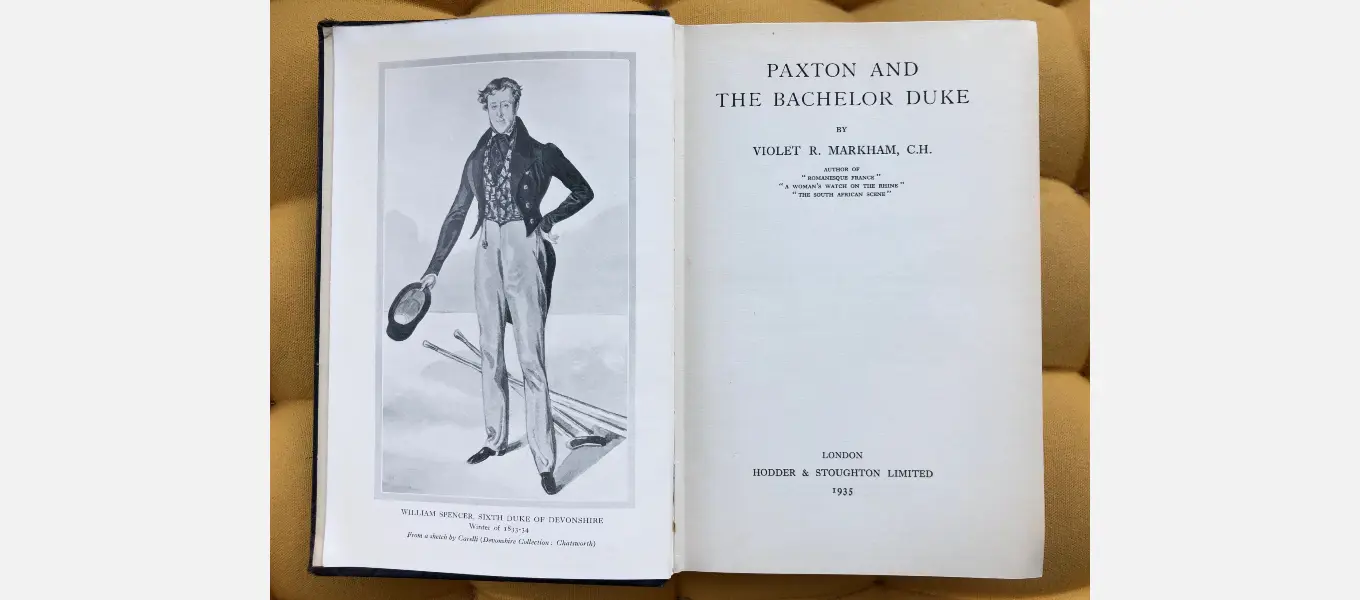 WILLIAM SPENCER, SIXTH DUKE OF DEVONSHIRE
Winter of 1833-34
From a sketch by Carelli (Devonshire Collection: Chatsworth)
PAXTON AND
THE BACHELOR DUKE
BY
VIOLET R. MARKHAM, C.H.
AUTHOR OF
"ROMANESQUE FRANCE"
"A WOMAN'S WATCH ON THE RHINE"
"THE SOUTH AFRICAN SCENE"
LONDON
HODDER & STOUGHTON LIMITED
1935